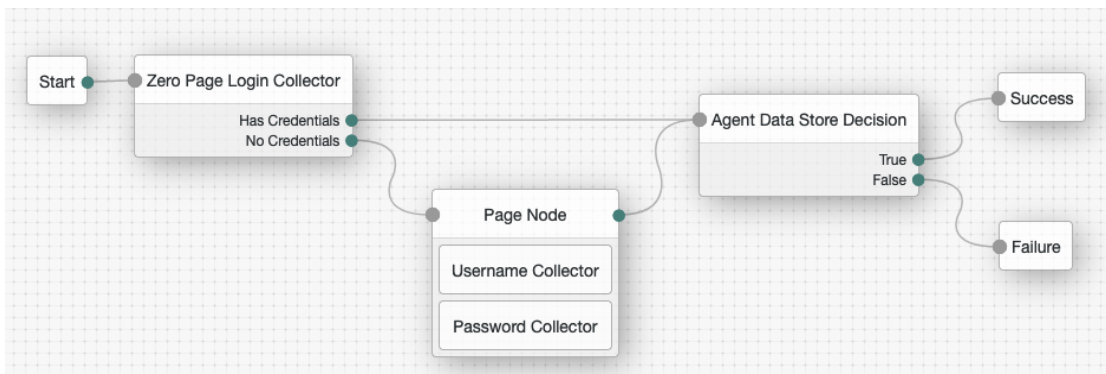 Start
Zero Page Login Collector
Has Credentials
No Credentials
Page Node
Username Collector
Password Collector
Agent Data Store Decision
True
False
Success
Failure